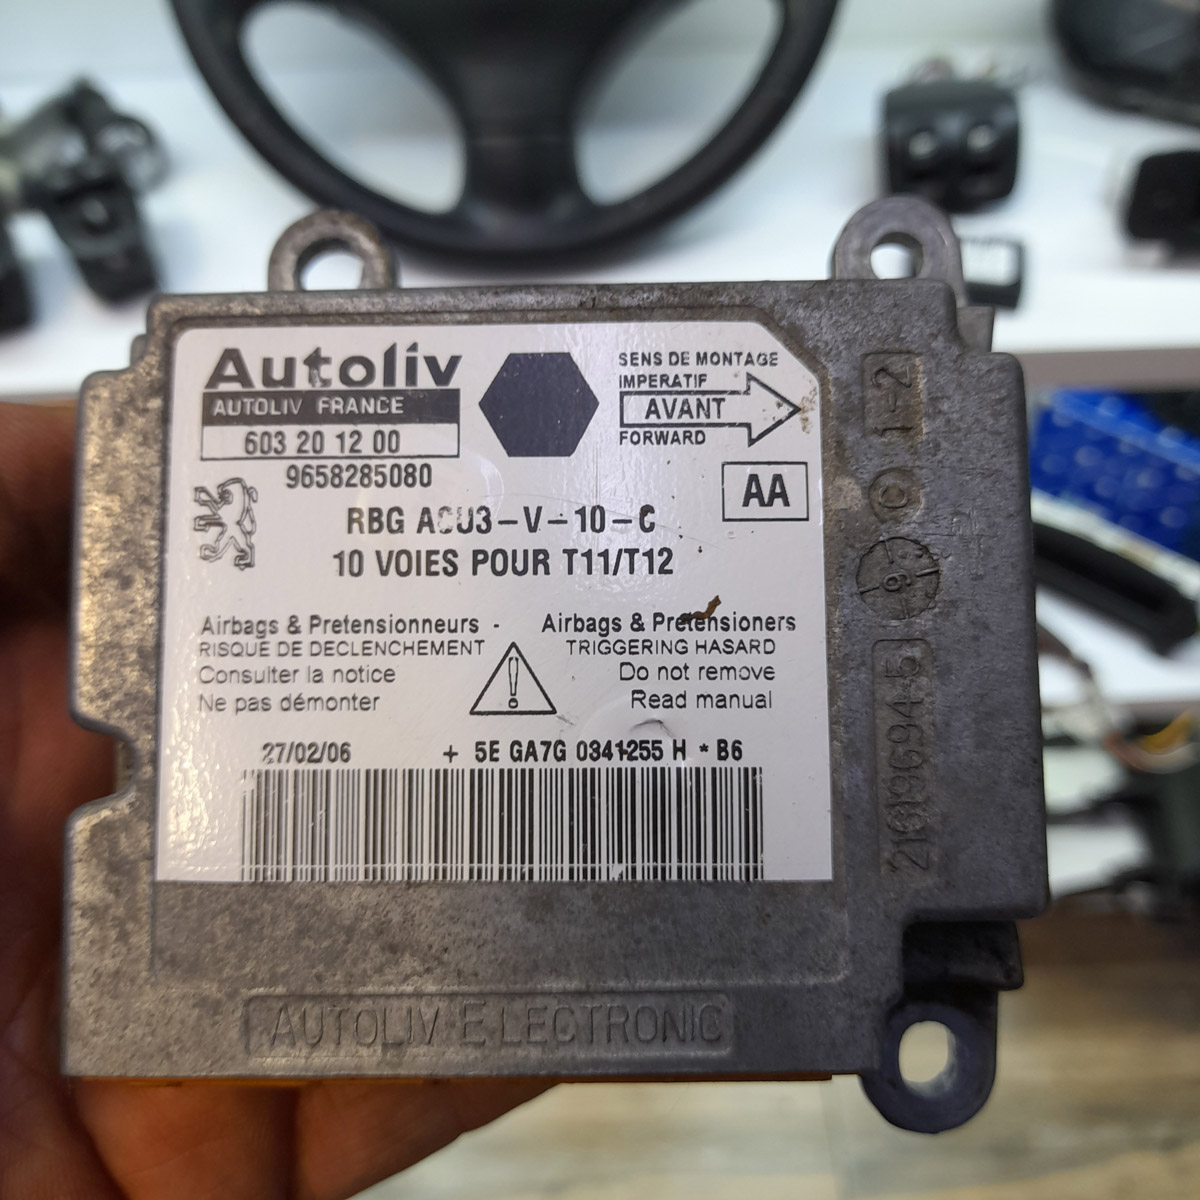 Autoliv
AUTOLIV FRANCE
603 20 12 00
9658285080
SENS DE MONTAGE
IMPERATIF
AVANT
FORWARD
AA
RBG ACU3-V-10-C
10 VOIES POUR T11/T12
Airbags & Pretensionneurs -
RISQUE DE DECLENCHEMENT
Consulter la notice
Ne pas démonter
Airbags & Pretensioners
TRIGGERING HASARD
Do not remove
Read manual
27/02/06 + 5E GA7G 0341255 H * B6
1-2
C
9
2169694-5
AUTOLIV ELECTRONIC